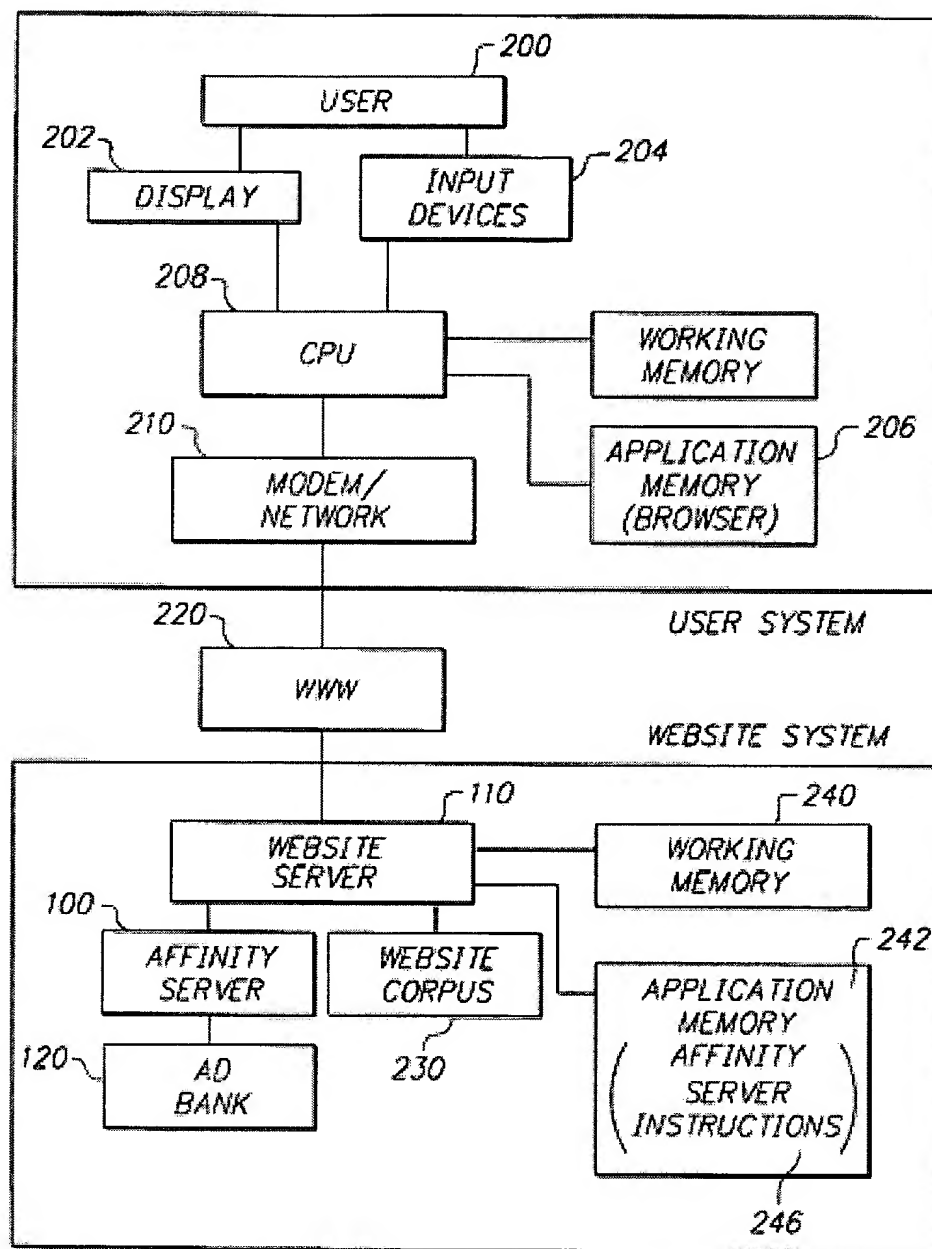 200
USER
202
204
DISPLAY
INPUT
DEVICES
208
CPU
WORKING
MEMORY
210
206
MODEM/
NETWORK
APPLICATION
MEMORY
(BROWSER)
220
USER SYSTEM
WWW
WEBSITE SYSTEM
110
240
WEBSITE
SERVER
WORKING
MEMORY
100
242
AFFINITY
SERVER
WEBSITE
CORPUS
APPLICATION
MEMORY
(AFFINITY
SERVER
INSTRUCTIONS)
120
AD
BANK
230
246